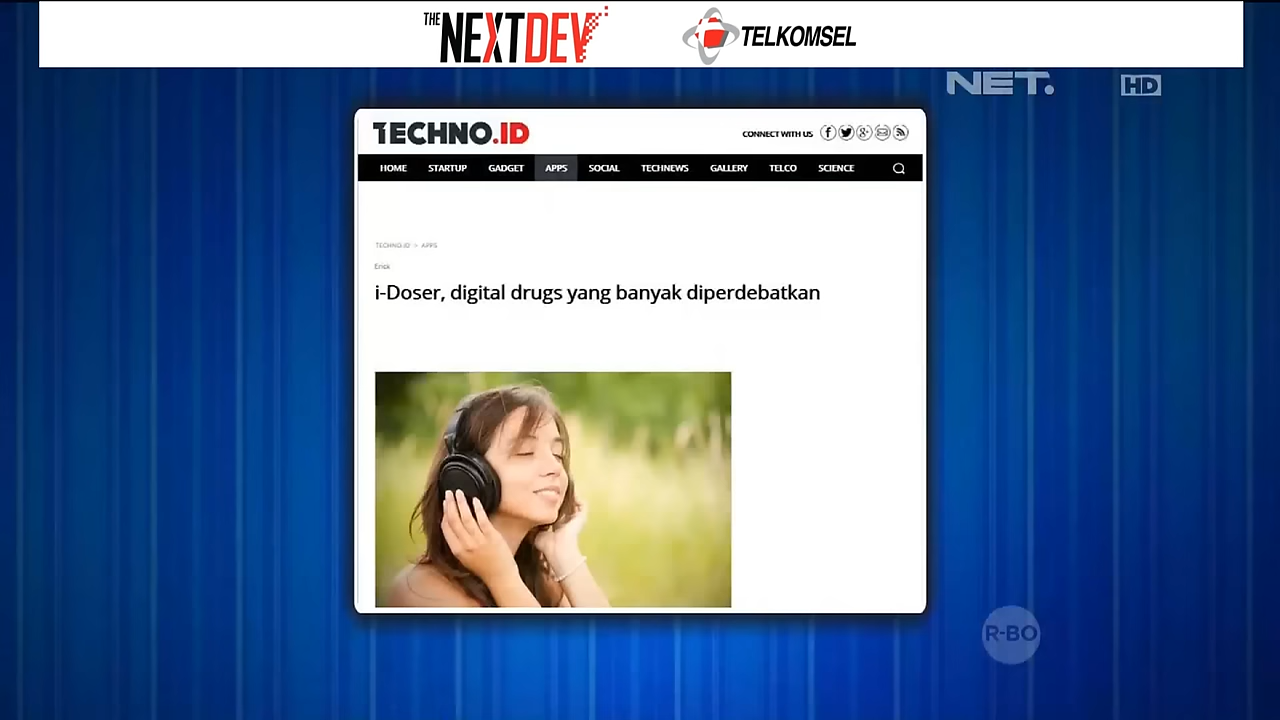 THE NEXTDEV
TELKOMSEL
NET.
HD
TECHNO.ID
CONNECT WITH US
HOME STARTUP GADGET APPS SOCIAL TECHNEWS GALLERY TELCO SCIENCE
TECHNO.ID > APPS
Erick
i-Doser, digital drugs yang banyak diperdebatkan
R-BO